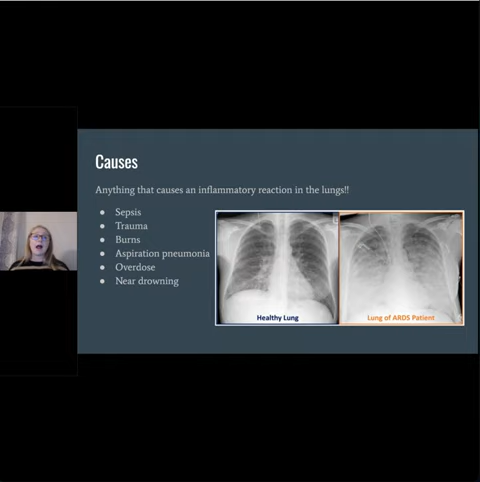 Causes
Anything that causes an inflammatory reaction in the lungs!!
Sepsis
Trauma
Burns
Aspiration pneumonia
Overdose
Near drowning
Healthy Lung
Lung of ARDS Patient